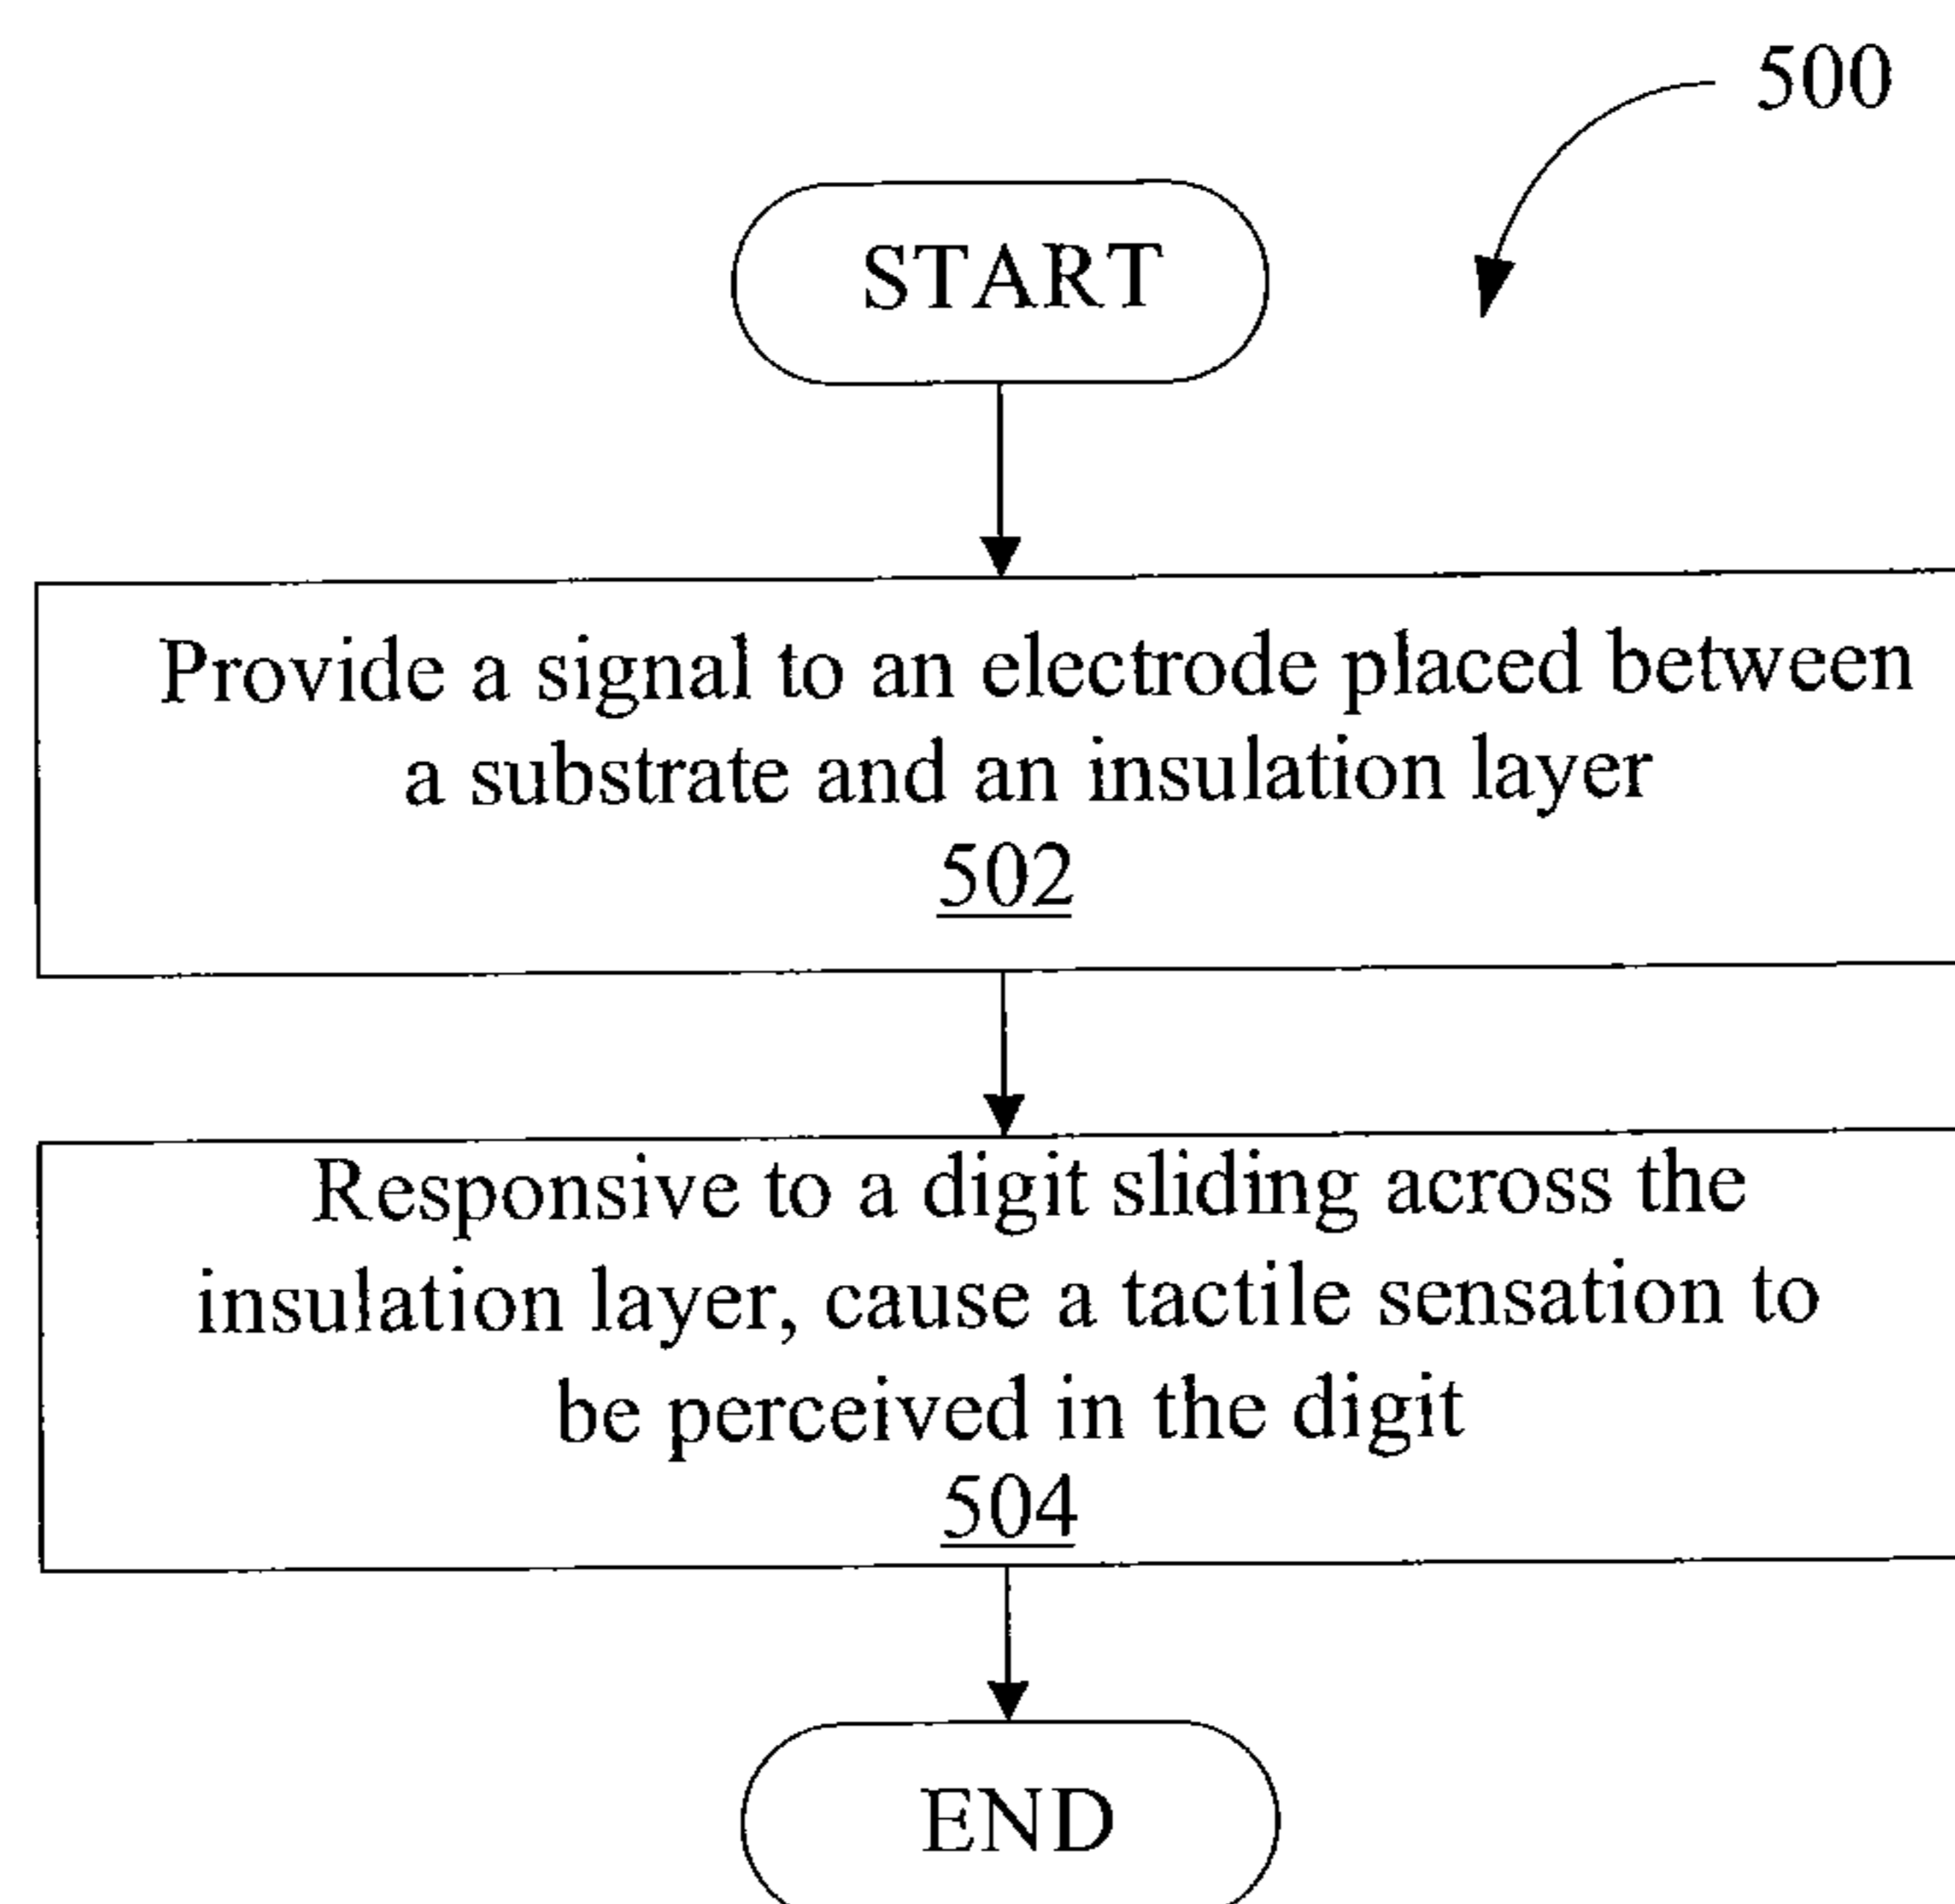 500
START
Provide a signal to an electrode placed between
a substrate and an insulation layer
502
Responsive to a digit sliding across the
insulation layer, cause a tactile sensation to
be perceived in the digit
504
END